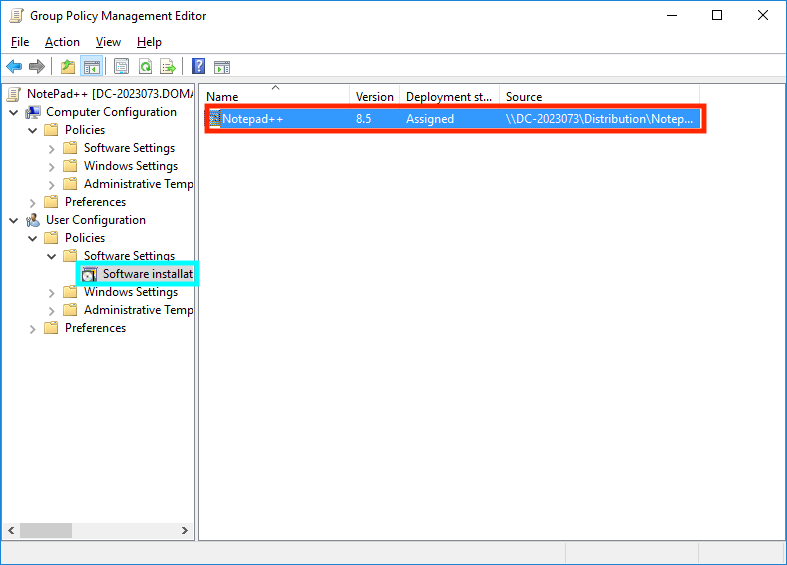 Group Policy Management Editor
File Action View Help
NotePad++ [DC-2023073.DOMA
Computer Configuration
Policies
Software Settings
Windows Settings
Administrative Temp
Preferences
User Configuration
Policies
Software Settings
Software installat
Windows Settings
Administrative Temp
Preferences
Name Version Deployment st... Source
Notepad++ 8.5 Assigned \\DC-2023073\Distribution\Notep...